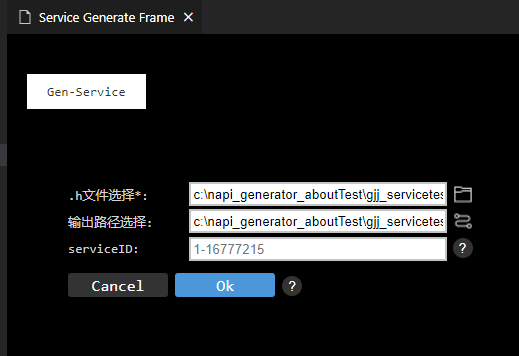 Service Generate Frame
Gen-Service
.h文件选择*:
c:\napi_generator_aboutTest\gjj_servicetes
输出路径选择:
c:\napi_generator_aboutTest\gjj_servicetes
serviceID:
1-16777215
?
Cancel
Ok
?